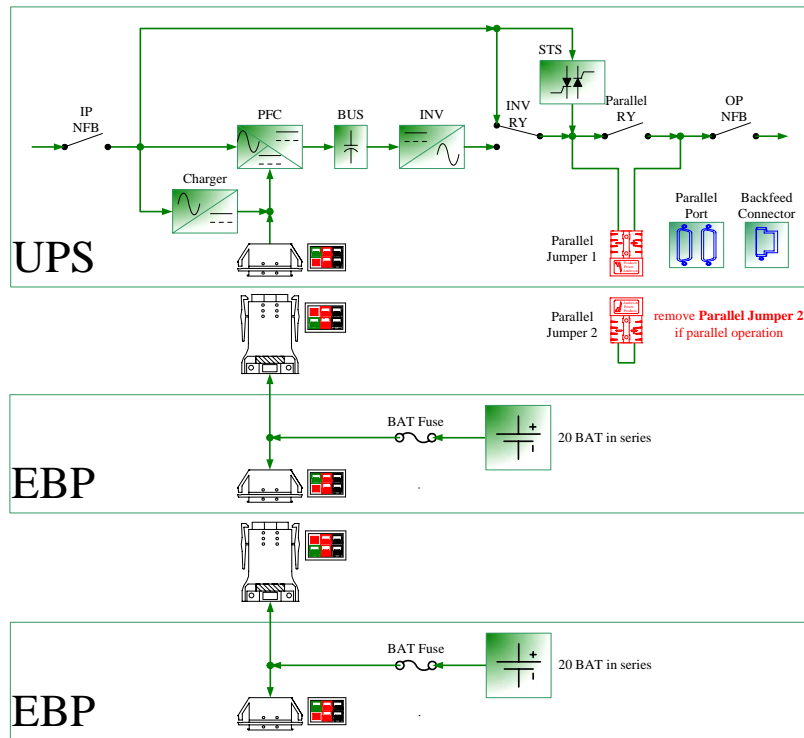 STS
IP
NFB
PFC
BUS
INV
INV
RY
Parallel
RY
OP
NFB
Charger
Parallel
Port
Backfeed
Connector
Parallel
Jumper 1
UPS
Parallel
Jumper 2
remove Parallel Jumper 2
if parallel operation
BAT Fuse
+
-
20 BAT in series
EBP
BAT Fuse
+
-
20 BAT in series
EBP